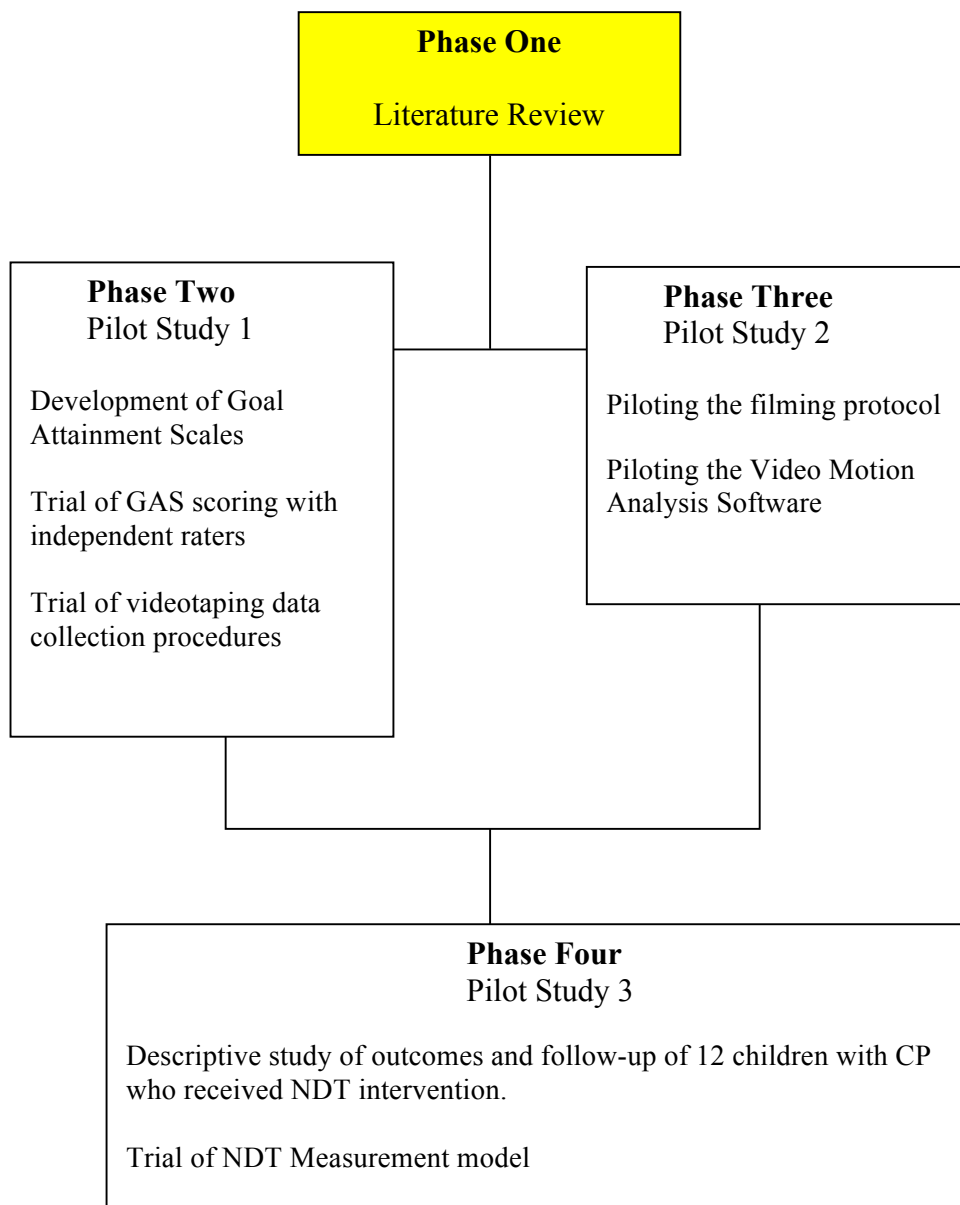 Phase One
Literature Review
Phase Two
Pilot Study 1
Development of Goal
Attainment Scales
Trial of GAS scoring with
independent raters
Trial of videotaping data
collection procedures
Phase Three
Pilot Study 2
Piloting the filming protocol
Piloting the Video Motion
Analysis Software
Phase Four
Pilot Study 3
Descriptive study of outcomes and follow-up of 12 children with CP
who received NDT intervention.
Trial of NDT Measurement model